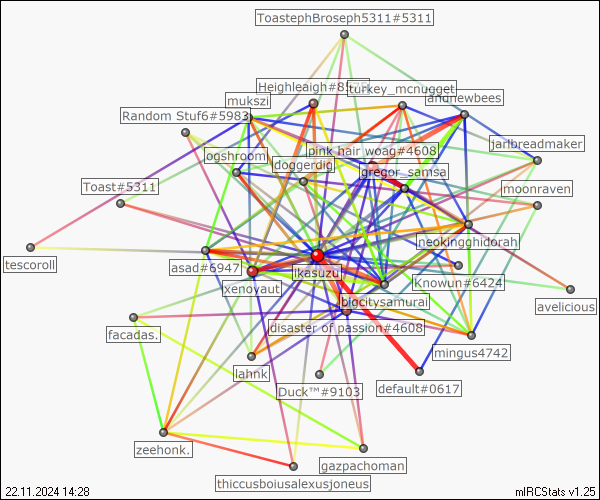 ToastephBroseph5311#5311
Heighleigh#8575
turkey_mcnugget
mukszi
andrewbees
Random Stuf6#5983
jarlbreadmaker
pink hair woag#4608
ogshroom
doggerdig
gregor_samsa
Toast#5311
moonraven
neokingghidorah
tescoroll
asad#6947
ikasuzu
xenoyaut
Knowun#6424
avelicious
bigcitysamurai
disaster of passion#4608
facadas.
mingus4742
lahnk
Duck™#9103
default#0617
zeehonk.
gazpachoman
thiccusboiusalexusjoneus
22.11.2024 14:28
mIRCStats v1.25